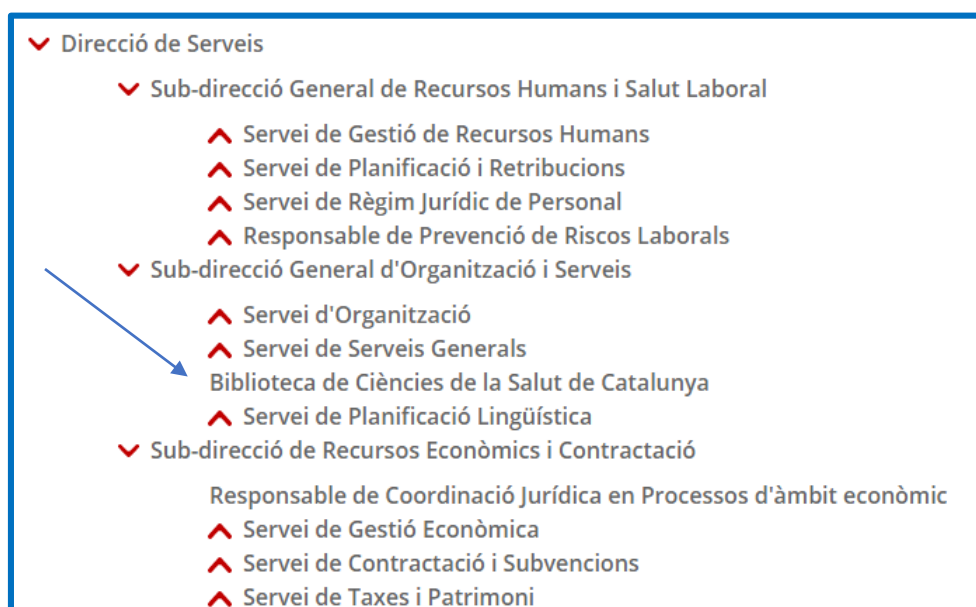 Direcció de Serveis
Sub-direcció General de Recursos Humans i Salut Laboral
Servei de Gestió de Recursos Humans
Servei de Planificació i Retribucions
Servei de Règim Jurídic de Personal
Responsable de Prevenció de Riscos Laborals
Sub-direcció General d'Organització i Serveis
Servei d'Organització
Servei de Serveis Generals
Biblioteca de Ciències de la Salut de Catalunya
Servei de Planificació Lingüística
Sub-direcció de Recursos Econòmics i Contractació
Responsable de Coordinació Jurídica en Processos d'àmbit econòmic
Servei de Gestió Econòmica
Servei de Contractació i Subvencions
Servei de Taxes i Patrimoni